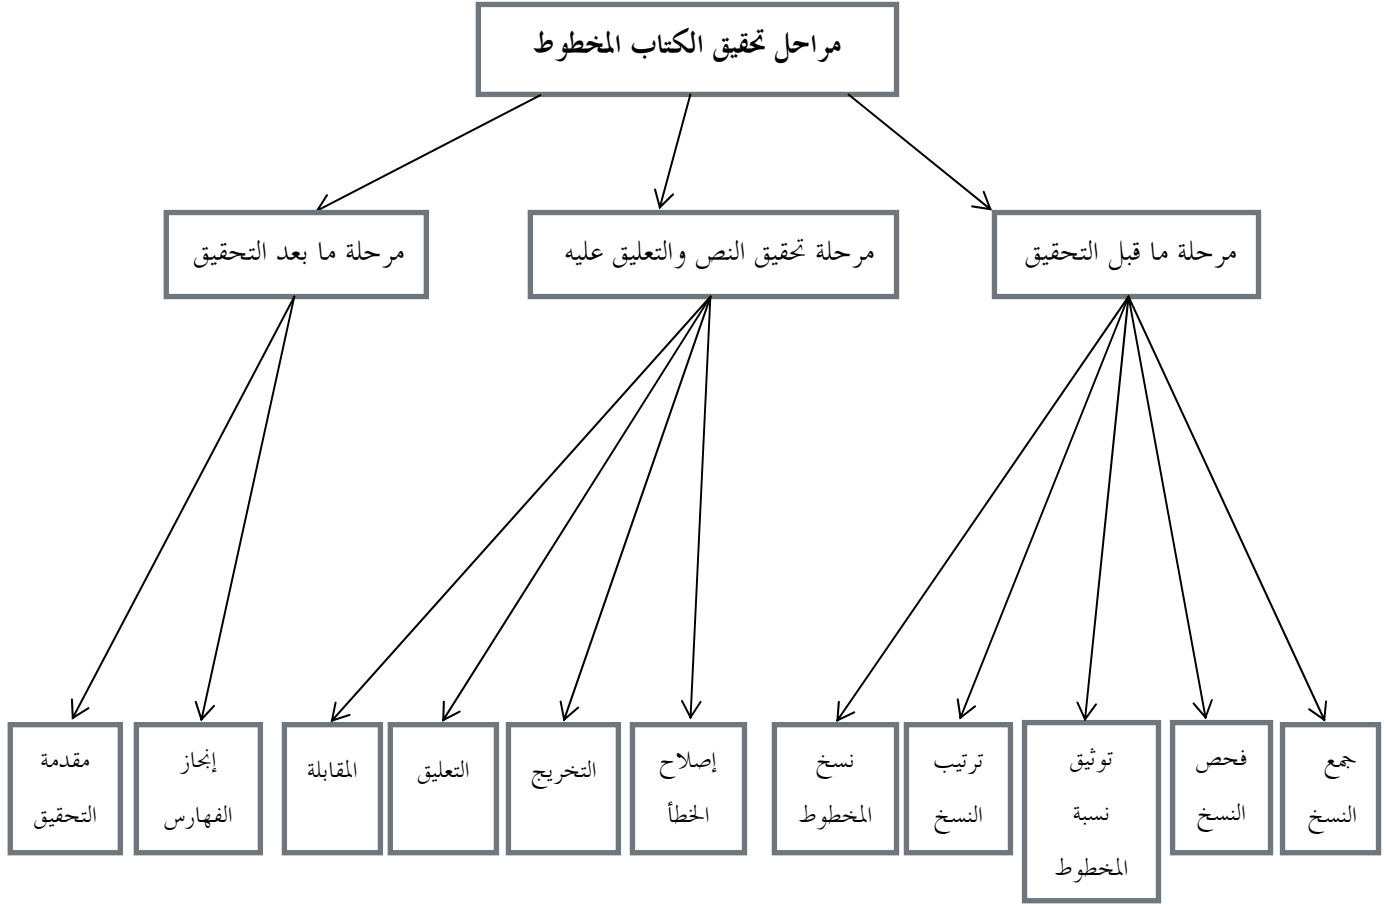 مراحل تحقيق الكتاب المخطوط
مرحلة ما قبل التحقيق
مرحلة تحقيق النص والتعليق عليه
مرحلة ما بعد التحقيق
جمع
النسخ
فحص
النسخ
توثيق
نسبة
المخطوط
ترتيب
النسخ
نسخ
المخطوط
إصلاح
الخطأ
التخريج
التعليق
المقابلة
إنجاز
الفهارس
مقدمة
التحقيق